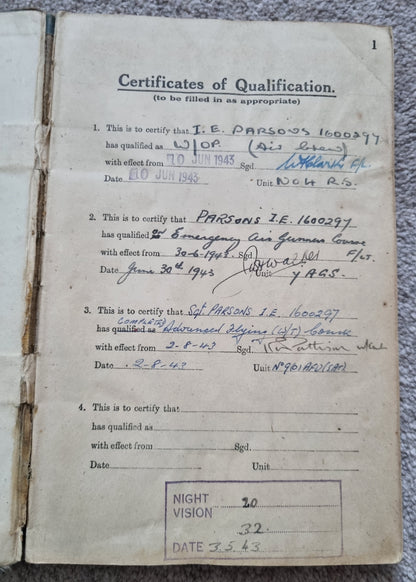 1
Certificates of Qualification.
(to be filled in as appropriate)
1. This is to certify that I. E. PARSONS 1600297
has qualified as W/OP. (Air Crew)
with effect from 10 JUN 1943 Sgd. F/L.
Date 10 JUN 1943 Unit No 4 R.S.
2. This is to certify that PARSONS I.E. 1600297
has qualified Emergency Air Gunners Course
with effect from 30-6-1943 Sgd F/Lt.
Date June 30th 1943 Unit A.G.S.
3. This is to certify that Sgt. PARSONS I.E. 1600297
COMPLETED
has qualified as Advanced Flying (W/T) Course
with effect from 2-8-43 Sgd.
Date 2-8-43 Unit
4. This is to certify that
has qualified as
with effect from Sgd.
Date Unit
NIGHT 20
VISION 32.
DATE 3.5.43